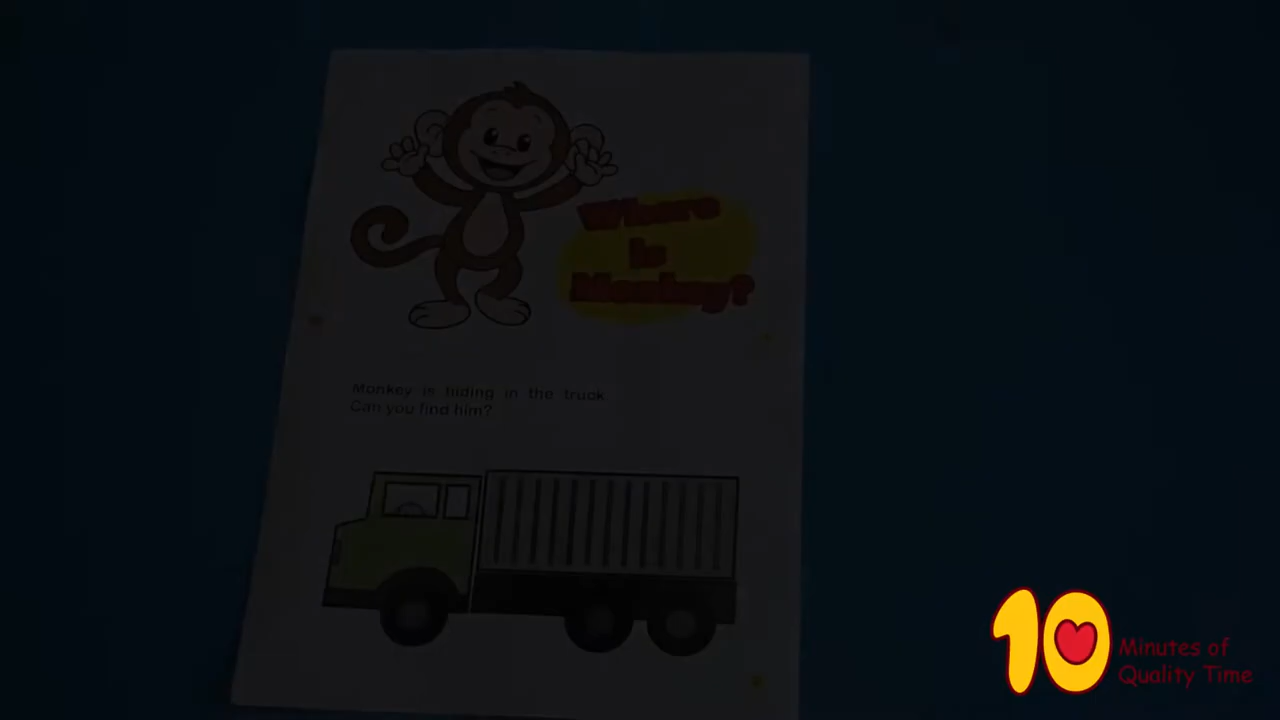 Where
is
Monkey?
Monkey is hiding in the truck
Can you find him?
10
Minutes of
Quality Time